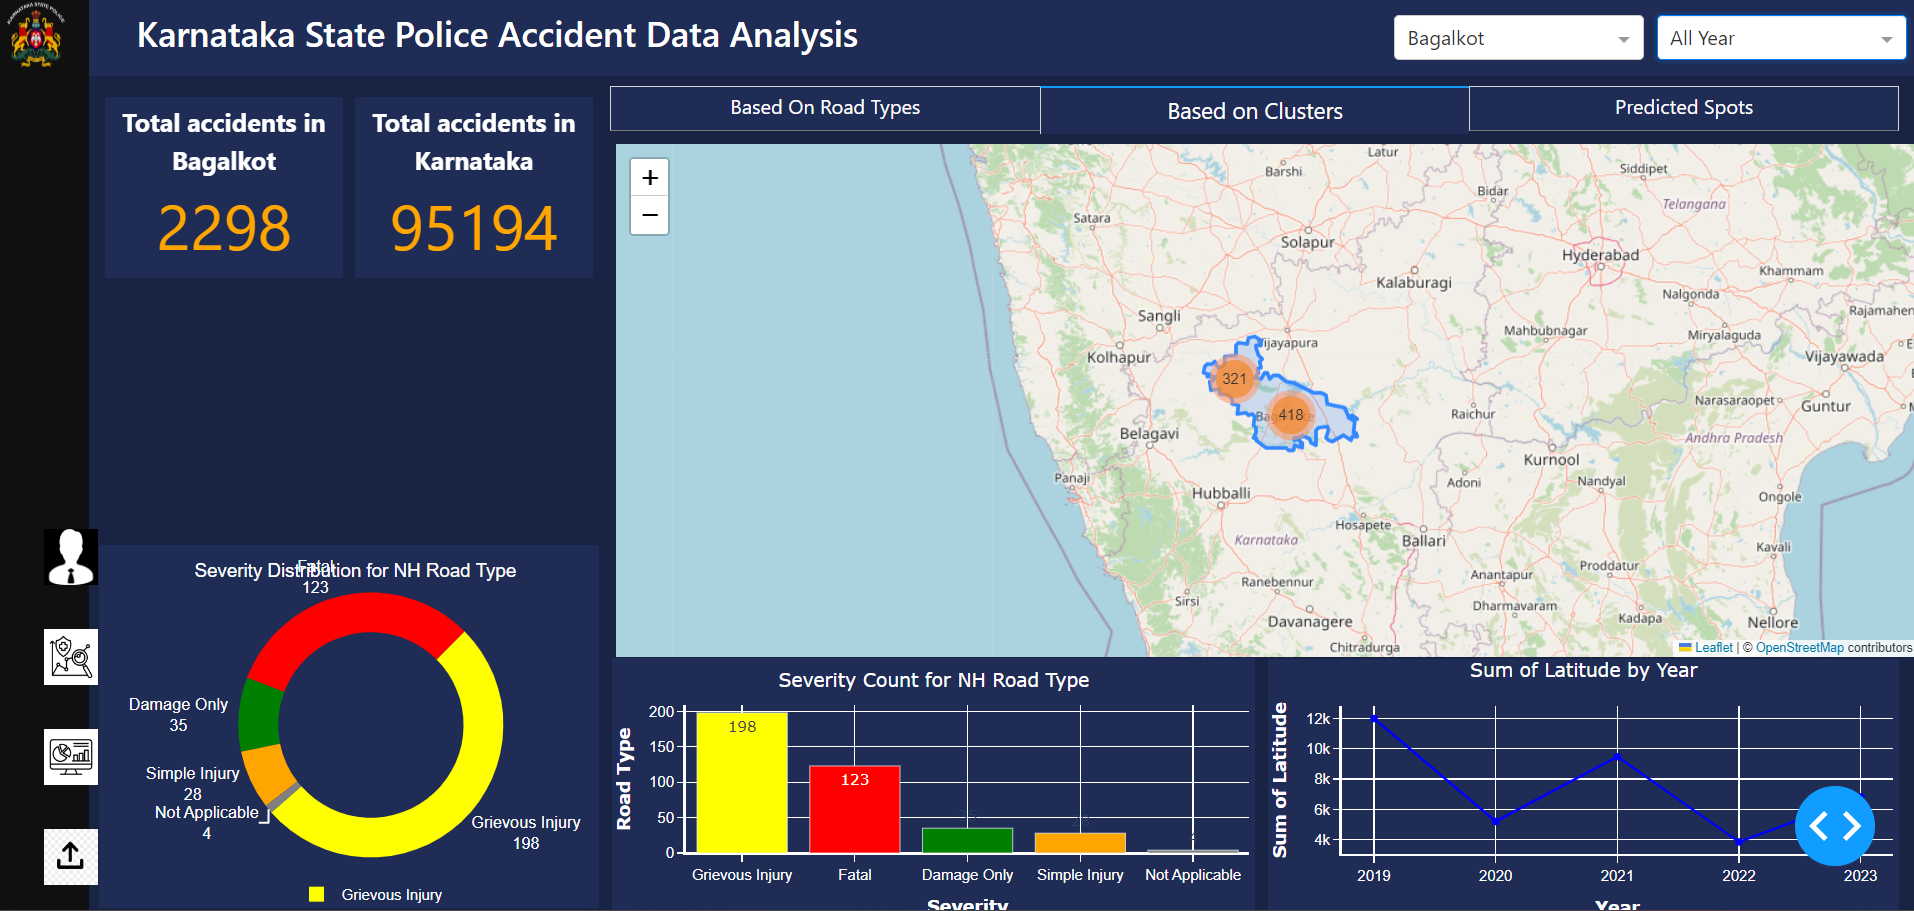 KARNATAKA STATE POLICE
Karnataka State Police Accident Data Analysis
Bagalkot
All Year
Total accidents in
Bagalkot
2298
Total accidents in
Karnataka
95194
Based On Road Types
Based on Clusters
Predicted Spots
+
−
Latur
Barshi
Siddipet
Bidar
Telangana
Satara
Solapur
Hyderabad
Khammam
Kalaburagi
Nalgonda
Rajamahen
Sangli
Mahbubnagar
Miryalaguda
Vijayapura
Kolhapur
Vijayawada
E
321
418
Narasaraopet
Guntur
Raichur
Belagavi
Andhra Pradesh
Kurnool
Panaji
Adoni
Nandyal
Hubballi
Ongole
Hosapete
Karnataka
Ballari
Kavali
Proddatur
Anantapur
Ranebennur
Sirsi
Dharmavaram
Kadapa
Davanagere
Nellore
Chitradurga
Leaflet | © OpenStreetMap contributors
Severity Distribution for NH Road Type
Fatal
123
Damage Only
35
Simple Injury
28
Not Applicable
4
Grievous Injury
198
Grievous Injury
Severity Count for NH Road Type
Road Type
200
150
100
50
0
198
123
35
28
Grievous Injury
Fatal
Damage Only
Simple Injury
Not Applicable
Severity
Sum of Latitude by Year
Sum of Latitude
12k
10k
8k
6k
4k
2019
2020
2021
2022
2023
Year